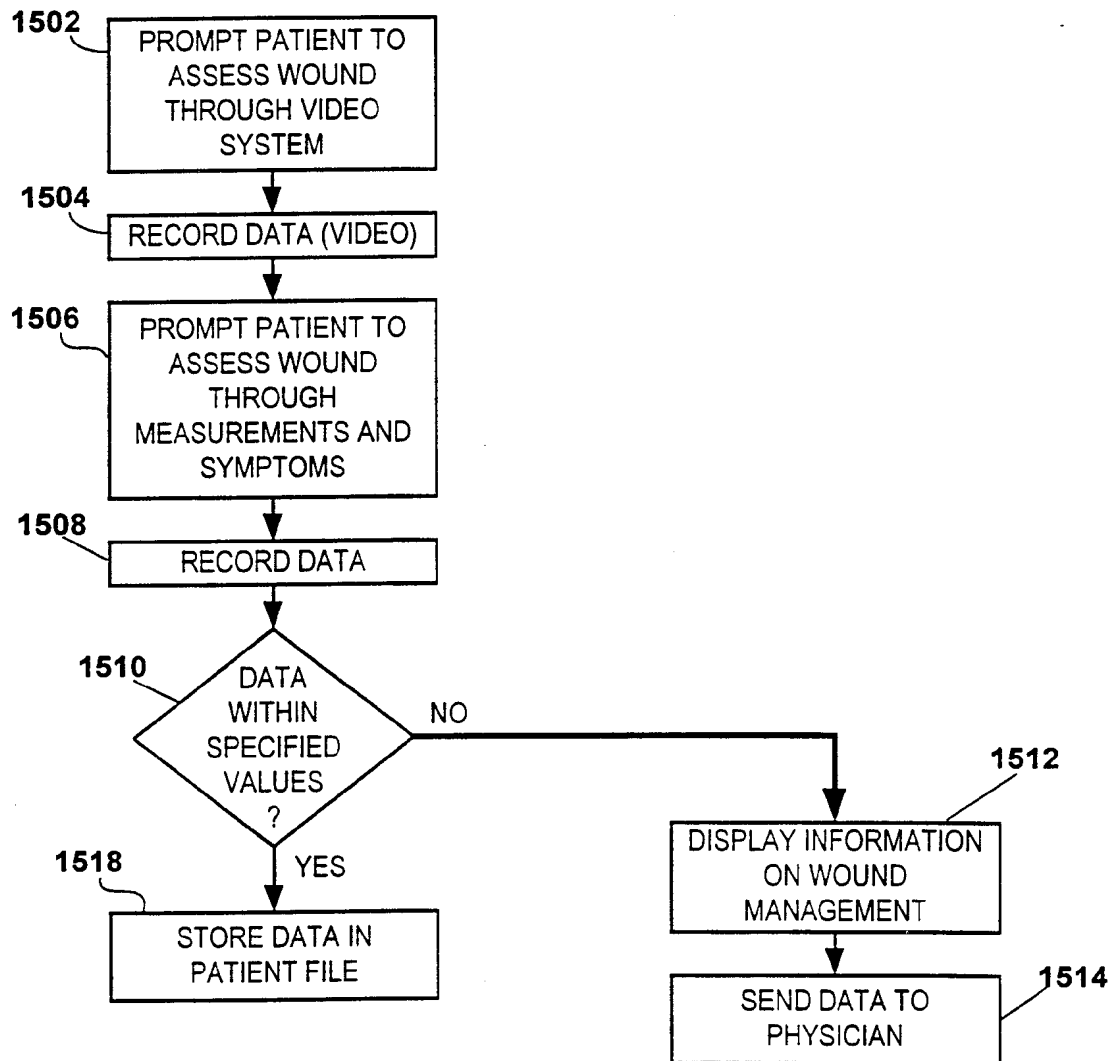 1502
PROMPT PATIENT TO
ASSESS WOUND
THROUGH VIDEO
SYSTEM
1504
RECORD DATA (VIDEO)
1506
PROMPT PATIENT TO
ASSESS WOUND
THROUGH
MEASUREMENTS AND
SYMPTOMS
1508
RECORD DATA
1510
DATA
WITHIN
SPECIFIED
VALUES
?
NO
YES
1512
DISPLAY INFORMATION
ON WOUND
MANAGEMENT
1518
STORE DATA IN
PATIENT FILE
1514
SEND DATA TO
PHYSICIAN